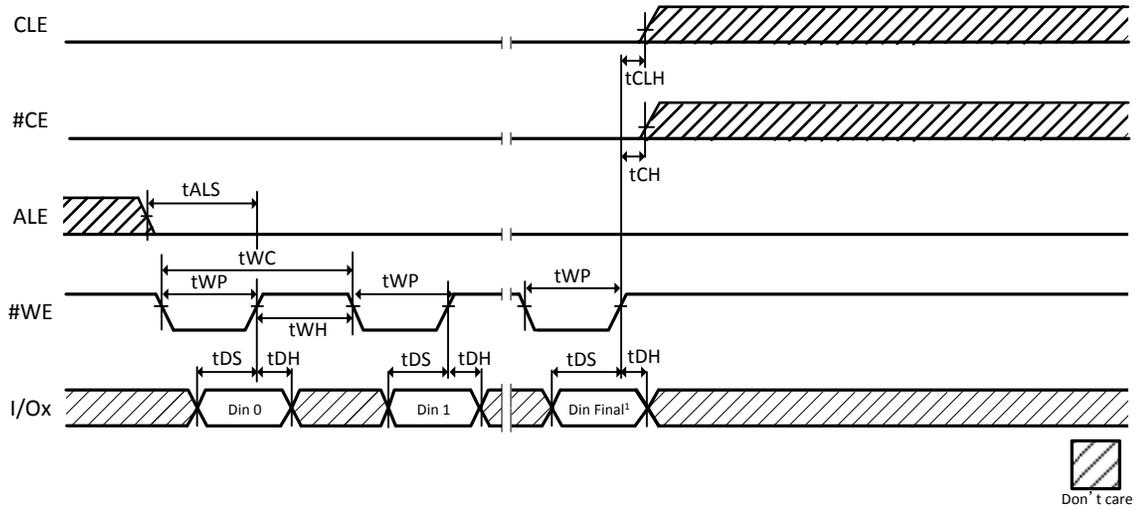 CLE
tCLH
#CE
tCH
tALS
ALE
tWC
tWP
tWP
tWP
#WE
tWH
tDS
tDH
tDS
tDH
tDS
tDH
I/Ox
Din 0
Din 1
Din Final¹
Don't care